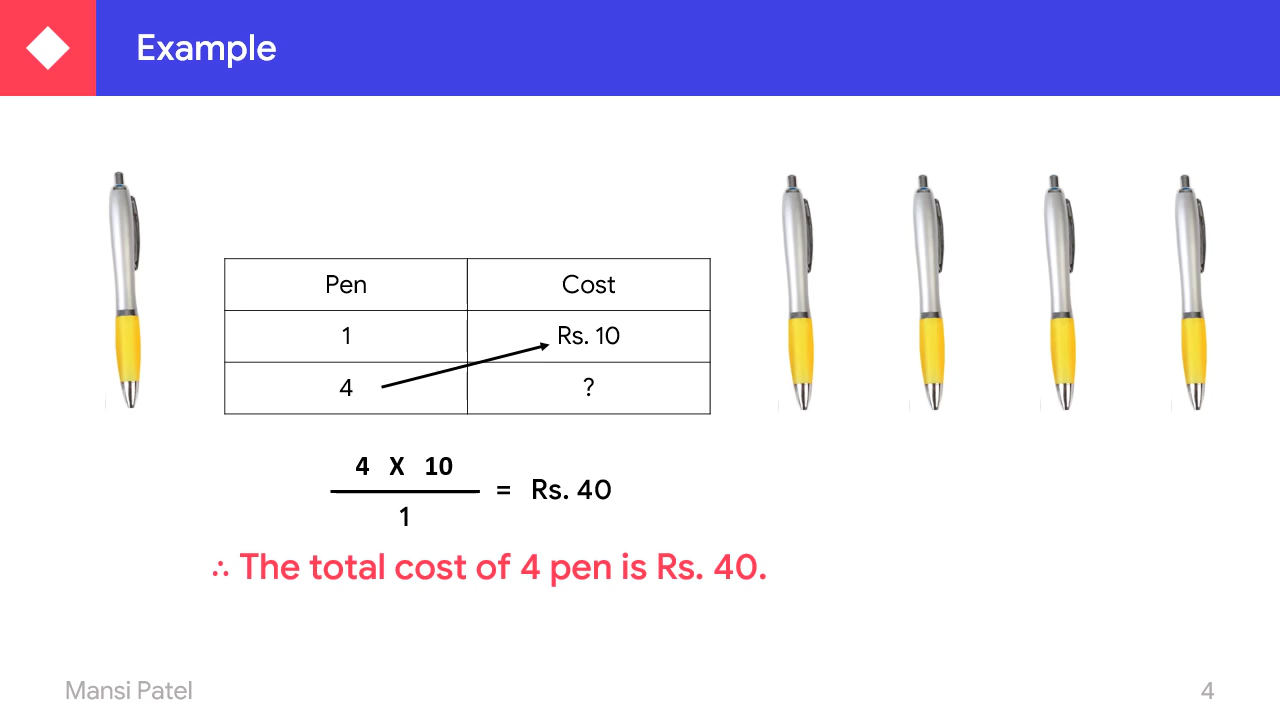 Example
Pen Cost
1 Rs. 10
4 ?
4 X 10
= Rs. 40
1
∴ The total cost of 4 pen is Rs. 40.
Mansi Patel 4